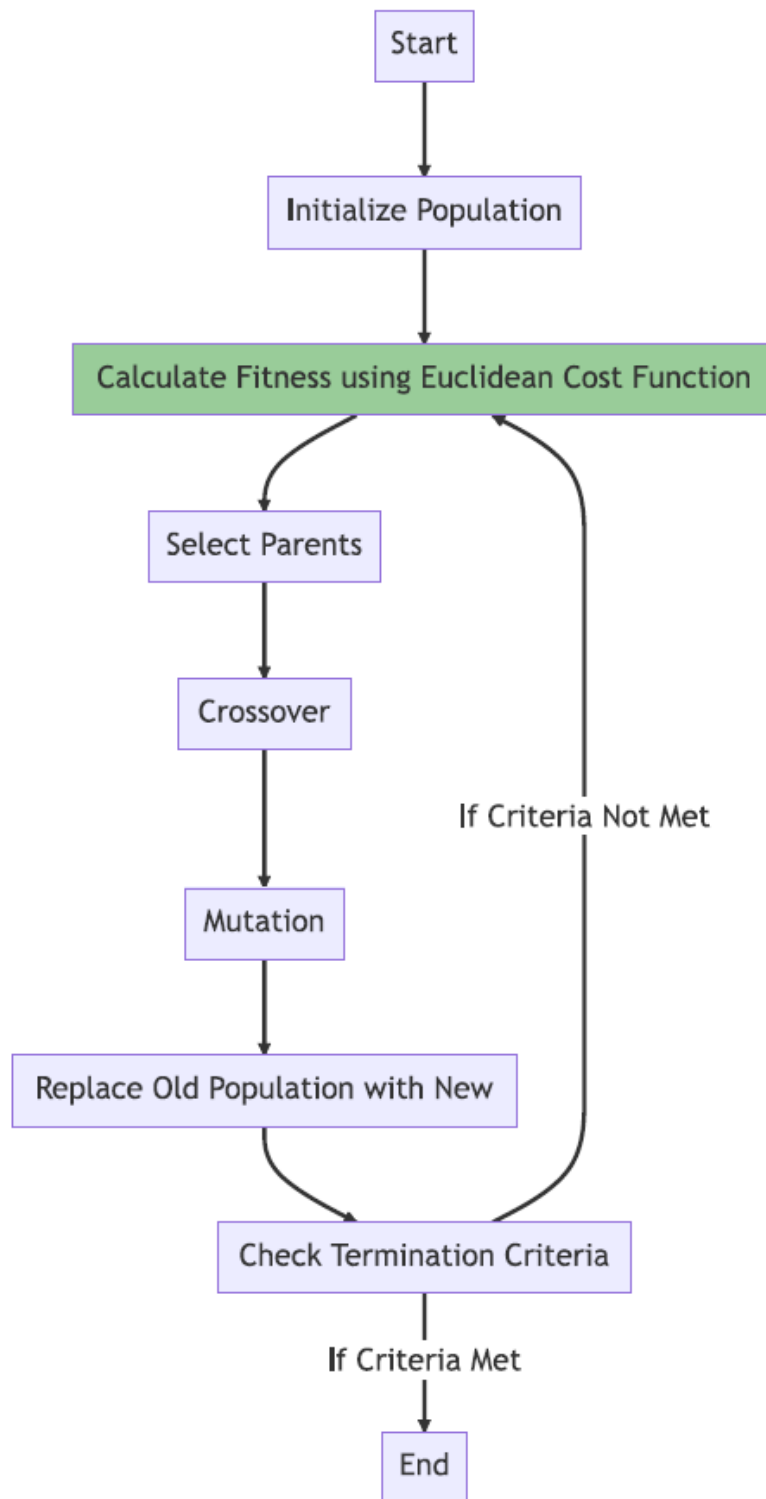 Start
Initialize Population
Calculate Fitness using Euclidean Cost Function
Select Parents
Crossover
If Criteria Not Met
Mutation
Replace Old Population with New
Check Termination Criteria
If Criteria Met
End